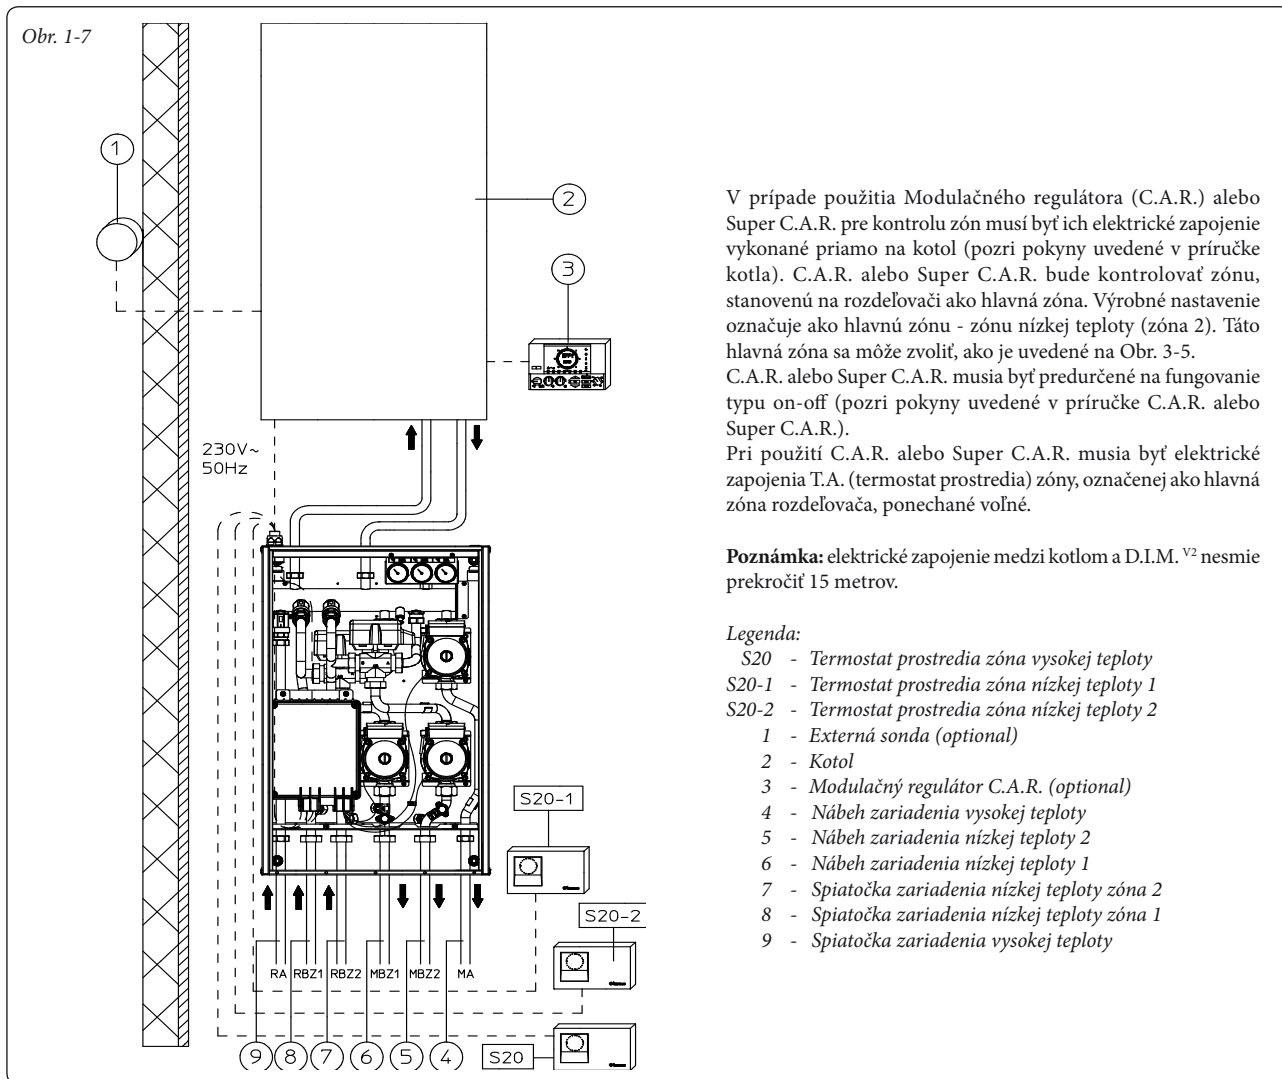 Obr. 1-7
1
2
3
230V~
50Hz
S20-1
S20-2
RA RBZ1 RBZ2 MBZ1 MBZ2 MA
9 8 7 6 5 4 S20
V prípade použitia Modulačného regulátora (C.A.R.) alebo
Super C.A.R. pre kontrolu zón musí byť ich elektrické zapojenie
vykonané priamo na kotol (pozri pokyny uvedené v príručke
kotla). C.A.R. alebo Super C.A.R. bude kontrolovať zónu,
stanovenú na rozdeľovači ako hlavná zóna. Výrobné nastavenie
označuje ako hlavnú zónu - zónu nízkej teploty (zóna 2). Táto
hlavná zóna sa môže zvoliť, ako je uvedené na Obr. 3-5.
C.A.R. alebo Super C.A.R. musia byť predurčené na fungovanie
typu on-off (pozri pokyny uvedené v príručke C.A.R. alebo
Super C.A.R.).
Pri použití C.A.R. alebo Super C.A.R. musia byť elektrické
zapojenia T.A. (termostat prostredia) zóny, označenej ako hlavná
zóna rozdeľovača, ponechané voľné.
Poznámka: elektrické zapojenie medzi kotlom a D.I.M. V2 nesmie
prekročiť 15 metrov.
Legenda:
S20 - Termostat prostredia zóna vysokej teploty
S20-1 - Termostat prostredia zóna nízkej teploty 1
S20-2 - Termostat prostredia zóna nízkej teploty 2
1 - Externá sonda (optional)
2 - Kotol
3 - Modulačný regulátor C.A.R. (optional)
4 - Nábeh zariadenia vysokej teploty
5 - Nábeh zariadenia nízkej teploty 2
6 - Nábeh zariadenia nízkej teploty 1
7 - Spiatočka zariadenia nízkej teploty zóna 2
8 - Spiatočka zariadenia nízkej teploty zóna 1
9 - Spiatočka zariadenia vysokej teploty